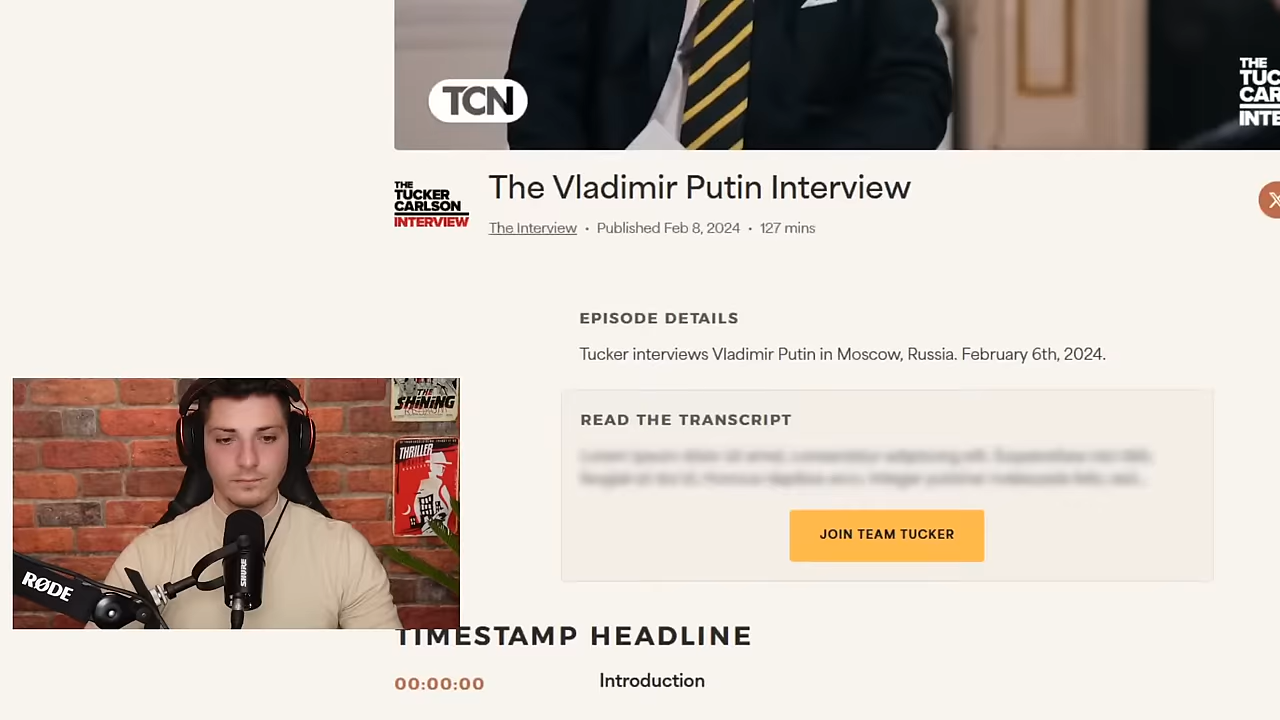 TCN
THE
TUC
CAR
INTE
THE
TUCKER
CARLSON
INTERVIEW
The Vladimir Putin Interview
The Interview • Published Feb 8, 2024 • 127 mins
X
EPISODE DETAILS
Tucker interviews Vladimir Putin in Moscow, Russia. February 6th, 2024.
READ THE TRANSCRIPT
JOIN TEAM TUCKER
THE
SHiNiNG
THRILLER
SHURE
RØDE
TIMESTAMP HEADLINE
00:00:00 Introduction